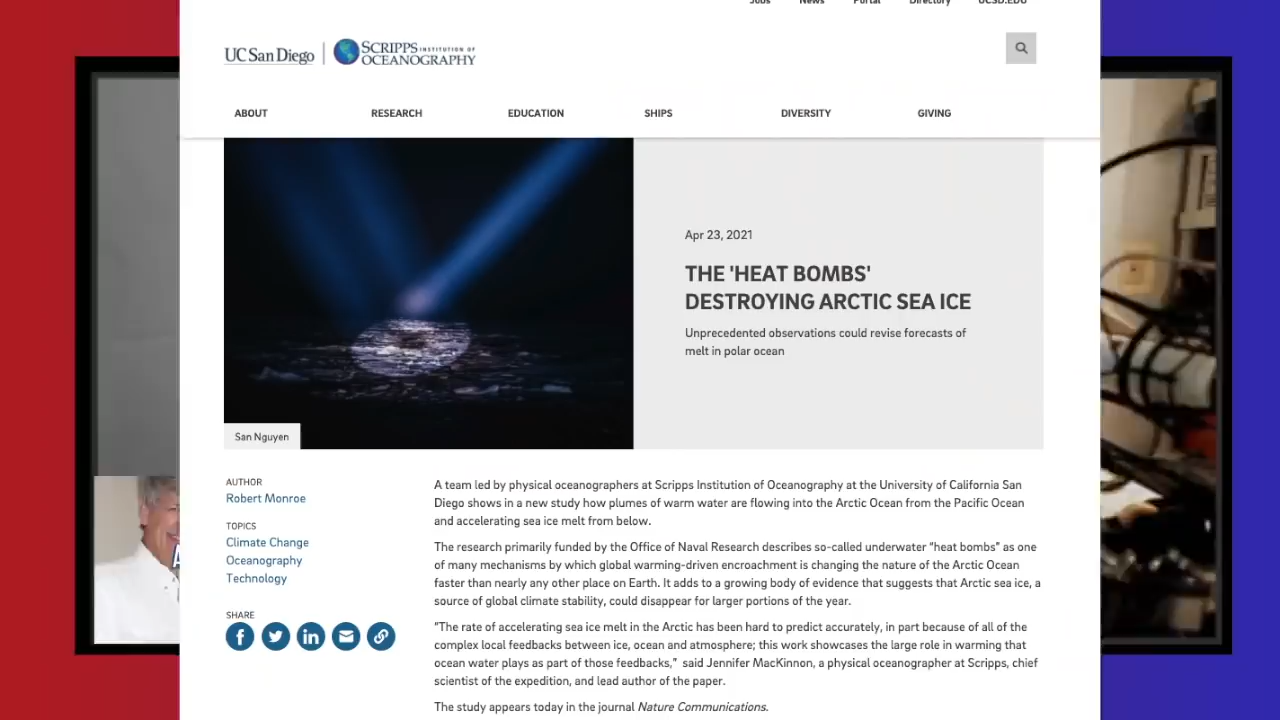 Jobs News Portal Directory UCSD.EDU
UC San Diego SCRIPPS INSTITUTION OF OCEANOGRAPHY
ABOUT RESEARCH EDUCATION SHIPS DIVERSITY GIVING
Apr 23, 2021
THE 'HEAT BOMBS'
DESTROYING ARCTIC SEA ICE
Unprecedented observations could revise forecasts of
melt in polar ocean
San Nguyen
AUTHOR
Robert Monroe
TOPICS
Climate Change
Oceanography
Technology
SHARE
A team led by physical oceanographers at Scripps Institution of Oceanography at the University of California San
Diego shows in a new study how plumes of warm water are flowing into the Arctic Ocean from the Pacific Ocean
and accelerating sea ice melt from below.
The research primarily funded by the Office of Naval Research describes so-called underwater “heat bombs” as one
of many mechanisms by which global warming-driven encroachment is changing the nature of the Arctic Ocean
faster than nearly any other place on Earth. It adds to a growing body of evidence that suggests that Arctic sea ice, a
source of global climate stability, could disappear for larger portions of the year.
“The rate of accelerating sea ice melt in the Arctic has been hard to predict accurately, in part because of all of the
complex local feedbacks between ice, ocean and atmosphere; this work showcases the large role in warming that
ocean water plays as part of those feedbacks,” said Jennifer MacKinnon, a physical oceanographer at Scripps, chief
scientist of the expedition, and lead author of the paper.
The study appears today in the journal Nature Communications.